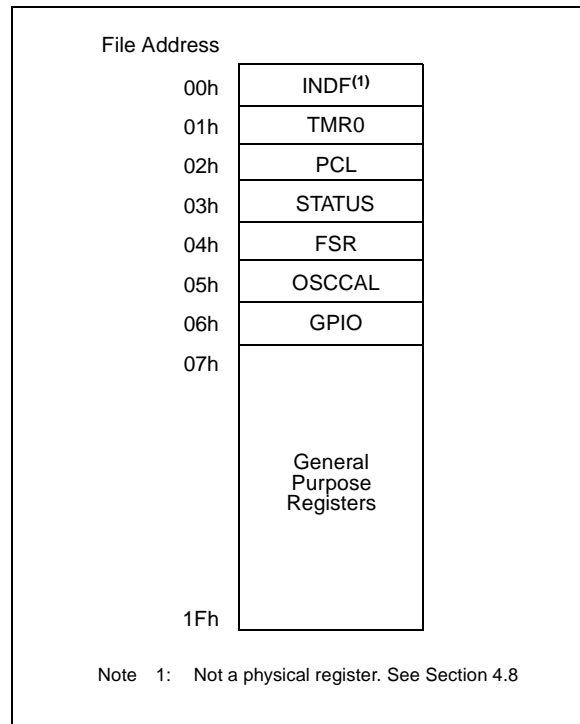 File Address
00h INDF(1)
01h TMR0
02h PCL
03h STATUS
04h FSR
05h OSCCAL
06h GPIO
07h
General
Purpose
Registers
1Fh
Note 1: Not a physical register. See Section 4.8